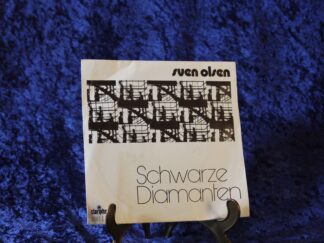 sven olsen
Schwarze
Diamanten